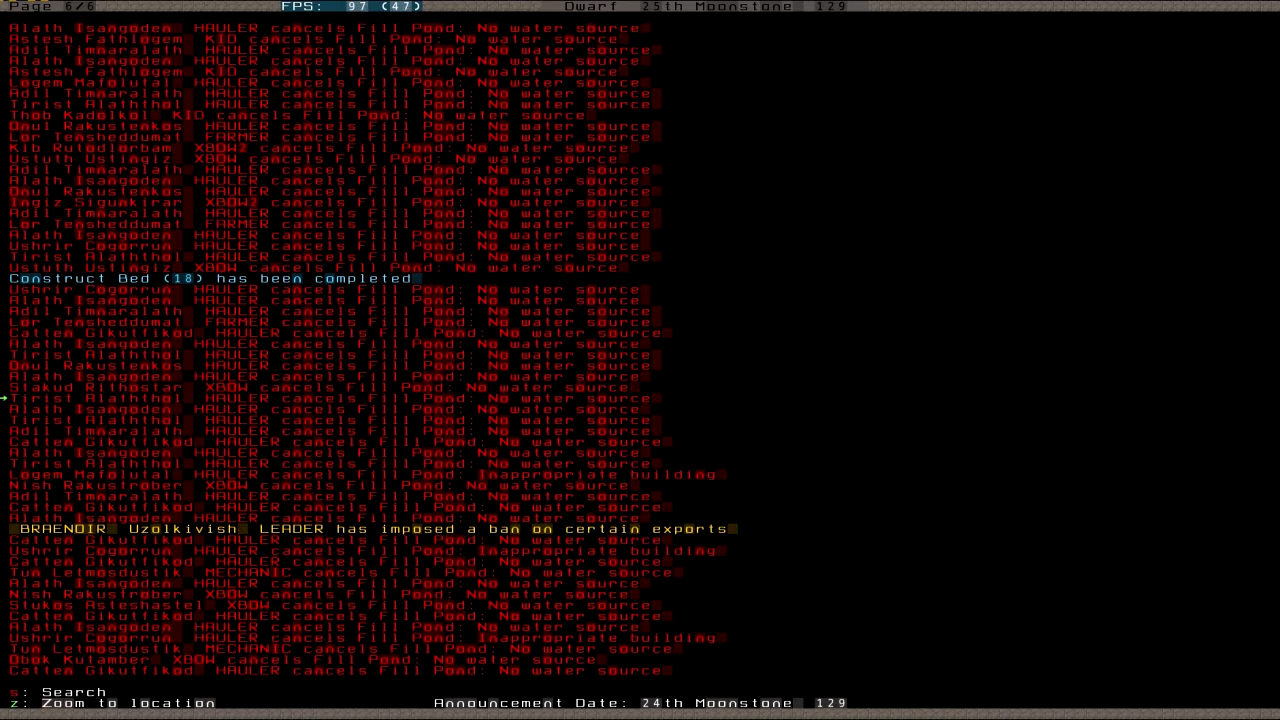 Page 6/6 FPS: 97 (47) Dwarf 25th Moonstone 129
Alath Isangoden HAULER cancels Fill Pond: No water source
Astesh Fathlogem KID cancels Fill Pond: No water source
Adil Timnaralath HAULER cancels Fill Pond: No water source
Alath Isangoden HAULER cancels Fill Pond: No water source
Astesh Fathlogem KID cancels Fill Pond: No water source
Logem Mafolutal HAULER cancels Fill Pond: No water source
Adil Timnaralath HAULER cancels Fill Pond: No water source
Tirist Alaththol HAULER cancels Fill Pond: No water source
Thob Kadolkol KID cancels Fill Pond: No water source
Onul Rakustenkos HAULER cancels Fill Pond: No water source
Lor Tensheddumat FARMER cancels Fill Pond: No water source
Kib Rutodlorbam XBOW2 cancels Fill Pond: No water source
Ustuth Ustingiz XBOW cancels Fill Pond: No water source
Adil Timnaralath HAULER cancels Fill Pond: No water source
Alath Isangoden HAULER cancels Fill Pond: No water source
Onul Rakustenkos HAULER cancels Fill Pond: No water source
Ingiz Sigunkirar XBOW2 cancels Fill Pond: No water source
Adil Timnaralath HAULER cancels Fill Pond: No water source
Lor Tensheddumat FARMER cancels Fill Pond: No water source
Alath Isangoden HAULER cancels Fill Pond: No water source
Ushrir Cogorrun HAULER cancels Fill Pond: No water source
Tirist Alaththol HAULER cancels Fill Pond: No water source
Ustuth Ustingiz XBOW cancels Fill Pond: No water source
Construct Bed (18) has been completed
Ushrir Cogorrun HAULER cancels Fill Pond: No water source
Alath Isangoden HAULER cancels Fill Pond: No water source
Adil Timnaralath HAULER cancels Fill Pond: No water source
Lor Tensheddumat FARMER cancels Fill Pond: No water source
Catten Gikutfikod HAULER cancels Fill Pond: No water source
Alath Isangoden HAULER cancels Fill Pond: No water source
Tirist Alaththol HAULER cancels Fill Pond: No water source
Onul Rakustenkos HAULER cancels Fill Pond: No water source
Alath Isangoden HAULER cancels Fill Pond: No water source
Stakud Rithostar XBOW cancels Fill Pond: No water source
→Tirist Alaththol HAULER cancels Fill Pond: No water source
Alath Isangoden HAULER cancels Fill Pond: No water source
Tirist Alaththol HAULER cancels Fill Pond: No water source
Adil Timnaralath HAULER cancels Fill Pond: No water source
Catten Gikutfikod HAULER cancels Fill Pond: No water source
Alath Isangoden HAULER cancels Fill Pond: No water source
Tirist Alaththol HAULER cancels Fill Pond: No water source
Logem Mafolutal HAULER cancels Fill Pond: Inappropriate building
Nish Rakustrober XBOW cancels Fill Pond: No water source
Adil Timnaralath HAULER cancels Fill Pond: No water source
Catten Gikutfikod HAULER cancels Fill Pond: No water source
Alath Isangoden HAULER cancels Fill Pond: No water source
BRAENOIR Uzolkivish LEADER has imposed a ban on certain exports
Catten Gikutfikod HAULER cancels Fill Pond: No water source
Ushrir Cogorrun HAULER cancels Fill Pond: Inappropriate building
Catten Gikutfikod HAULER cancels Fill Pond: No water source
Tun Letmosdustik MECHANIC cancels Fill Pond: No water source
Alath Isangoden HAULER cancels Fill Pond: No water source
Nish Rakustrober XBOW cancels Fill Pond: No water source
Stukos Asteshastel XBOW cancels Fill Pond: No water source
Catten Gikutfikod HAULER cancels Fill Pond: No water source
Alath Isangoden HAULER cancels Fill Pond: No water source
Ushrir Cogorrun HAULER cancels Fill Pond: Inappropriate building
Tun Letmosdustik MECHANIC cancels Fill Pond: No water source
Obok Kutamber XBOW cancels Fill Pond: No water source
Catten Gikutfikod HAULER cancels Fill Pond: No water source
s: Search
z: Zoom to location Announcement Date: 24th Moonstone 129